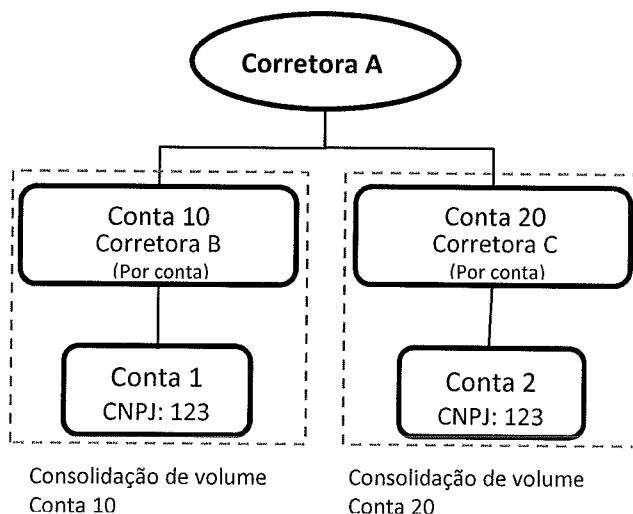 Corretora A
Conta 10
Corretora B
(Por conta)
Conta 20
Corretora C
(Por conta)
Conta 1
CNPJ: 123
Conta 2
CNPJ: 123
Consolidação de volume
Conta 10
Consolidação de volume
Conta 20